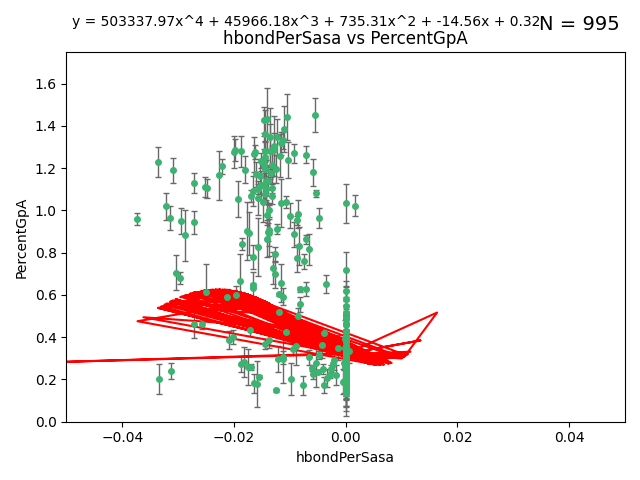 y = 503337.97x^4 + 45966.18x^3 + 735.31x^2 + -14.56x + 0.32
N = 995
hbondPerSasa vs PercentGpA
PercentGpA
1.6
1.4
1.2
1.0
0.8
0.6
0.4
0.2
0.0
−0.04
−0.02
0.00
0.02
0.04
hbondPerSasa